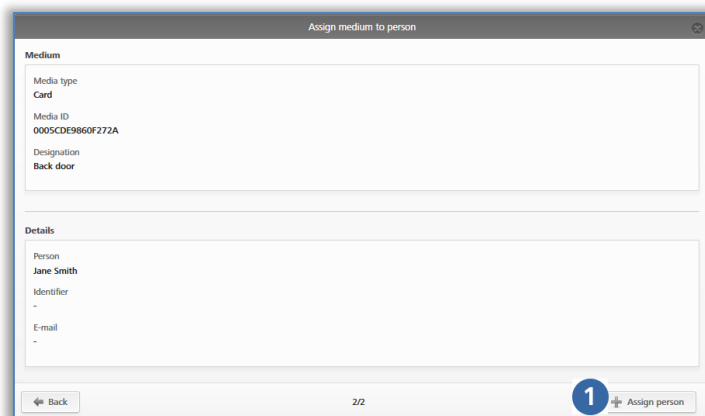 Assign medium to person
Medium
Media type
Card
Media ID
0005CDE9860F272A
Designation
Back door
Details
Person
Jane Smith
Identifier
-
E-mail
-
Back
2/2
1
Assign person